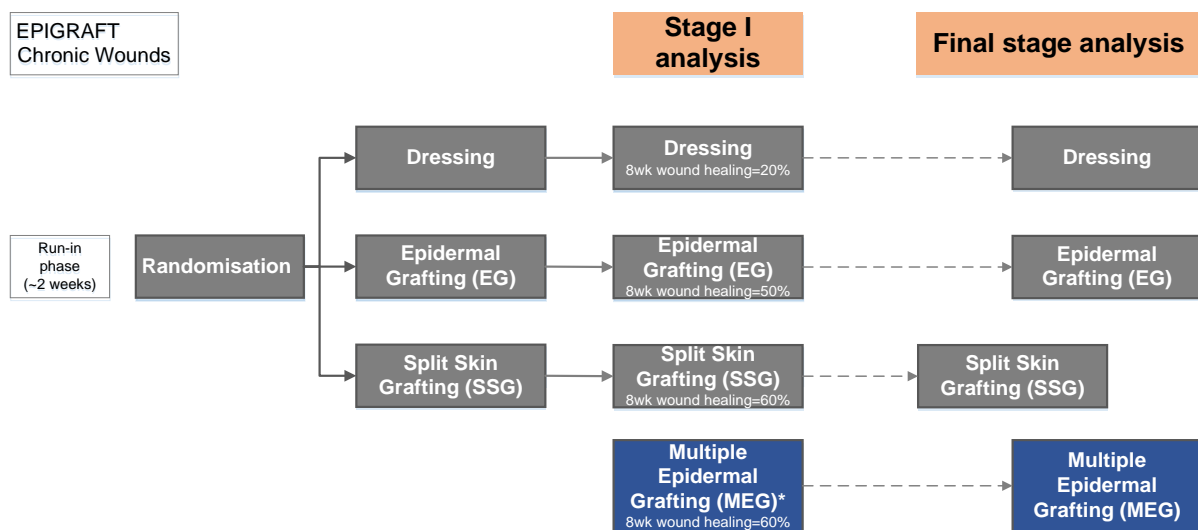 EPIGRAFT
Chronic Wounds
Stage I
analysis
Final stage analysis
Dressing
Dressing
8wk wound healing=20%
Dressing
Run-in
phase
(~2 weeks)
Randomisation
Epidermal
Grafting (EG)
Epidermal
Grafting (EG)
8wk wound healing=50%
Epidermal
Grafting (EG)
Split Skin
Grafting (SSG)
Split Skin
Grafting (SSG)
8wk wound healing=60%
Split Skin
Grafting (SSG)
Multiple
Epidermal
Grafting (MEG)*
8wk wound healing=60%
Multiple
Epidermal
Grafting (MEG)